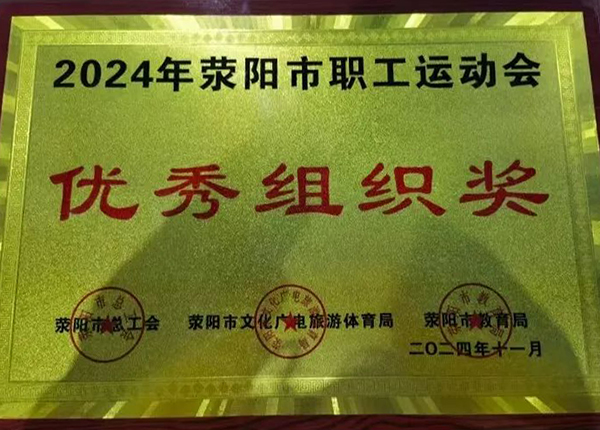 2024年荥阳市职工运动会
优秀组织奖
荥阳市总工会 荥阳市文化广电旅游体育局 荥阳市教育局
二〇二四年十一月